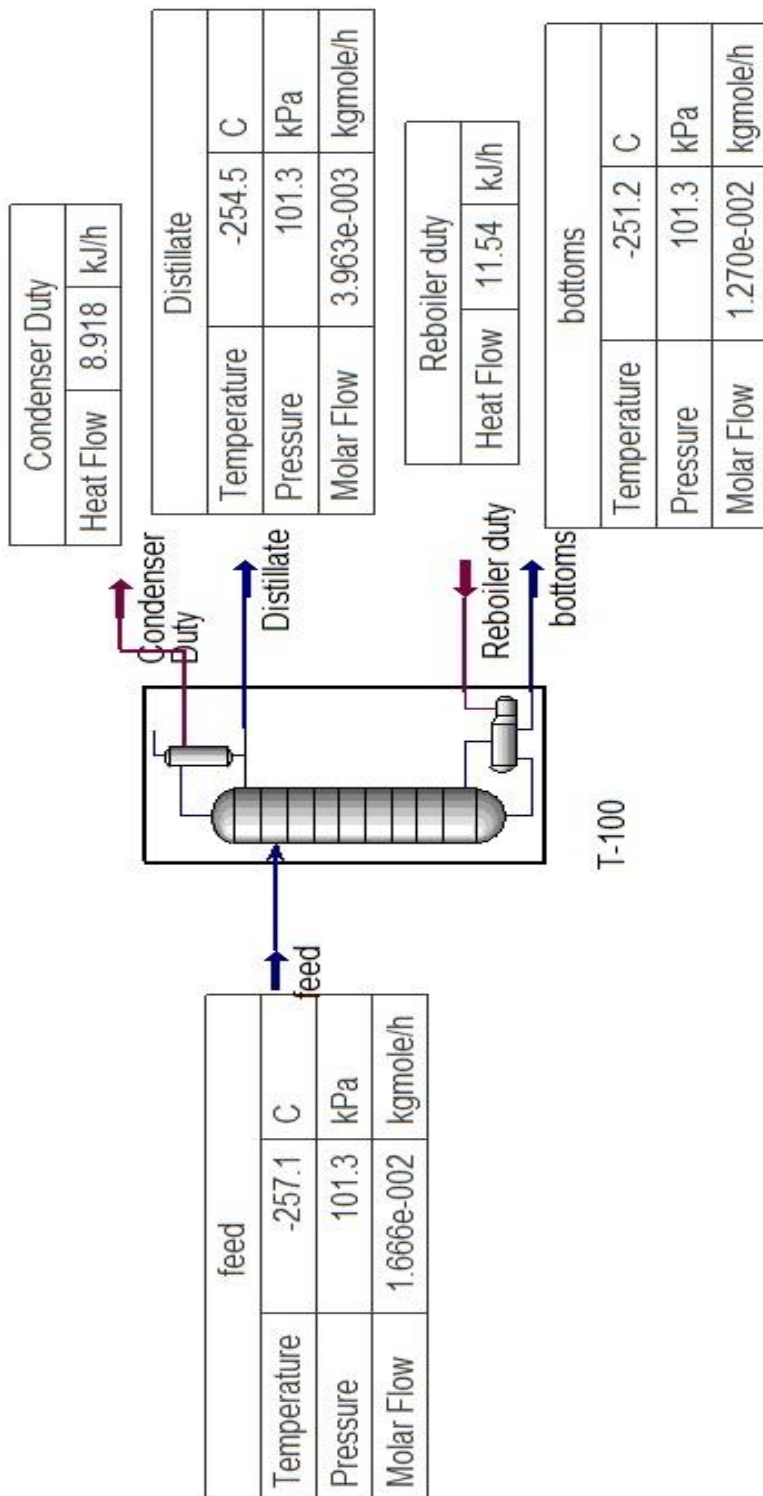 Condenser Duty
Heat Flow 8.918 kJ/h
Distillate
Temperature -254.5 C
Pressure 101.3 kPa
Molar Flow 3.963e-003 kgmole/h
Condenser
Duty
Distillate
feed
Temperature -257.1 C
Pressure 101.3 kPa
Molar Flow 1.666e-002 kgmole/h
feed
T-100
Reboiler duty
bottoms
Reboiler duty
Heat Flow 11.54 kJ/h
bottoms
Temperature -251.2 C
Pressure 101.3 kPa
Molar Flow 1.270e-002 kgmole/h